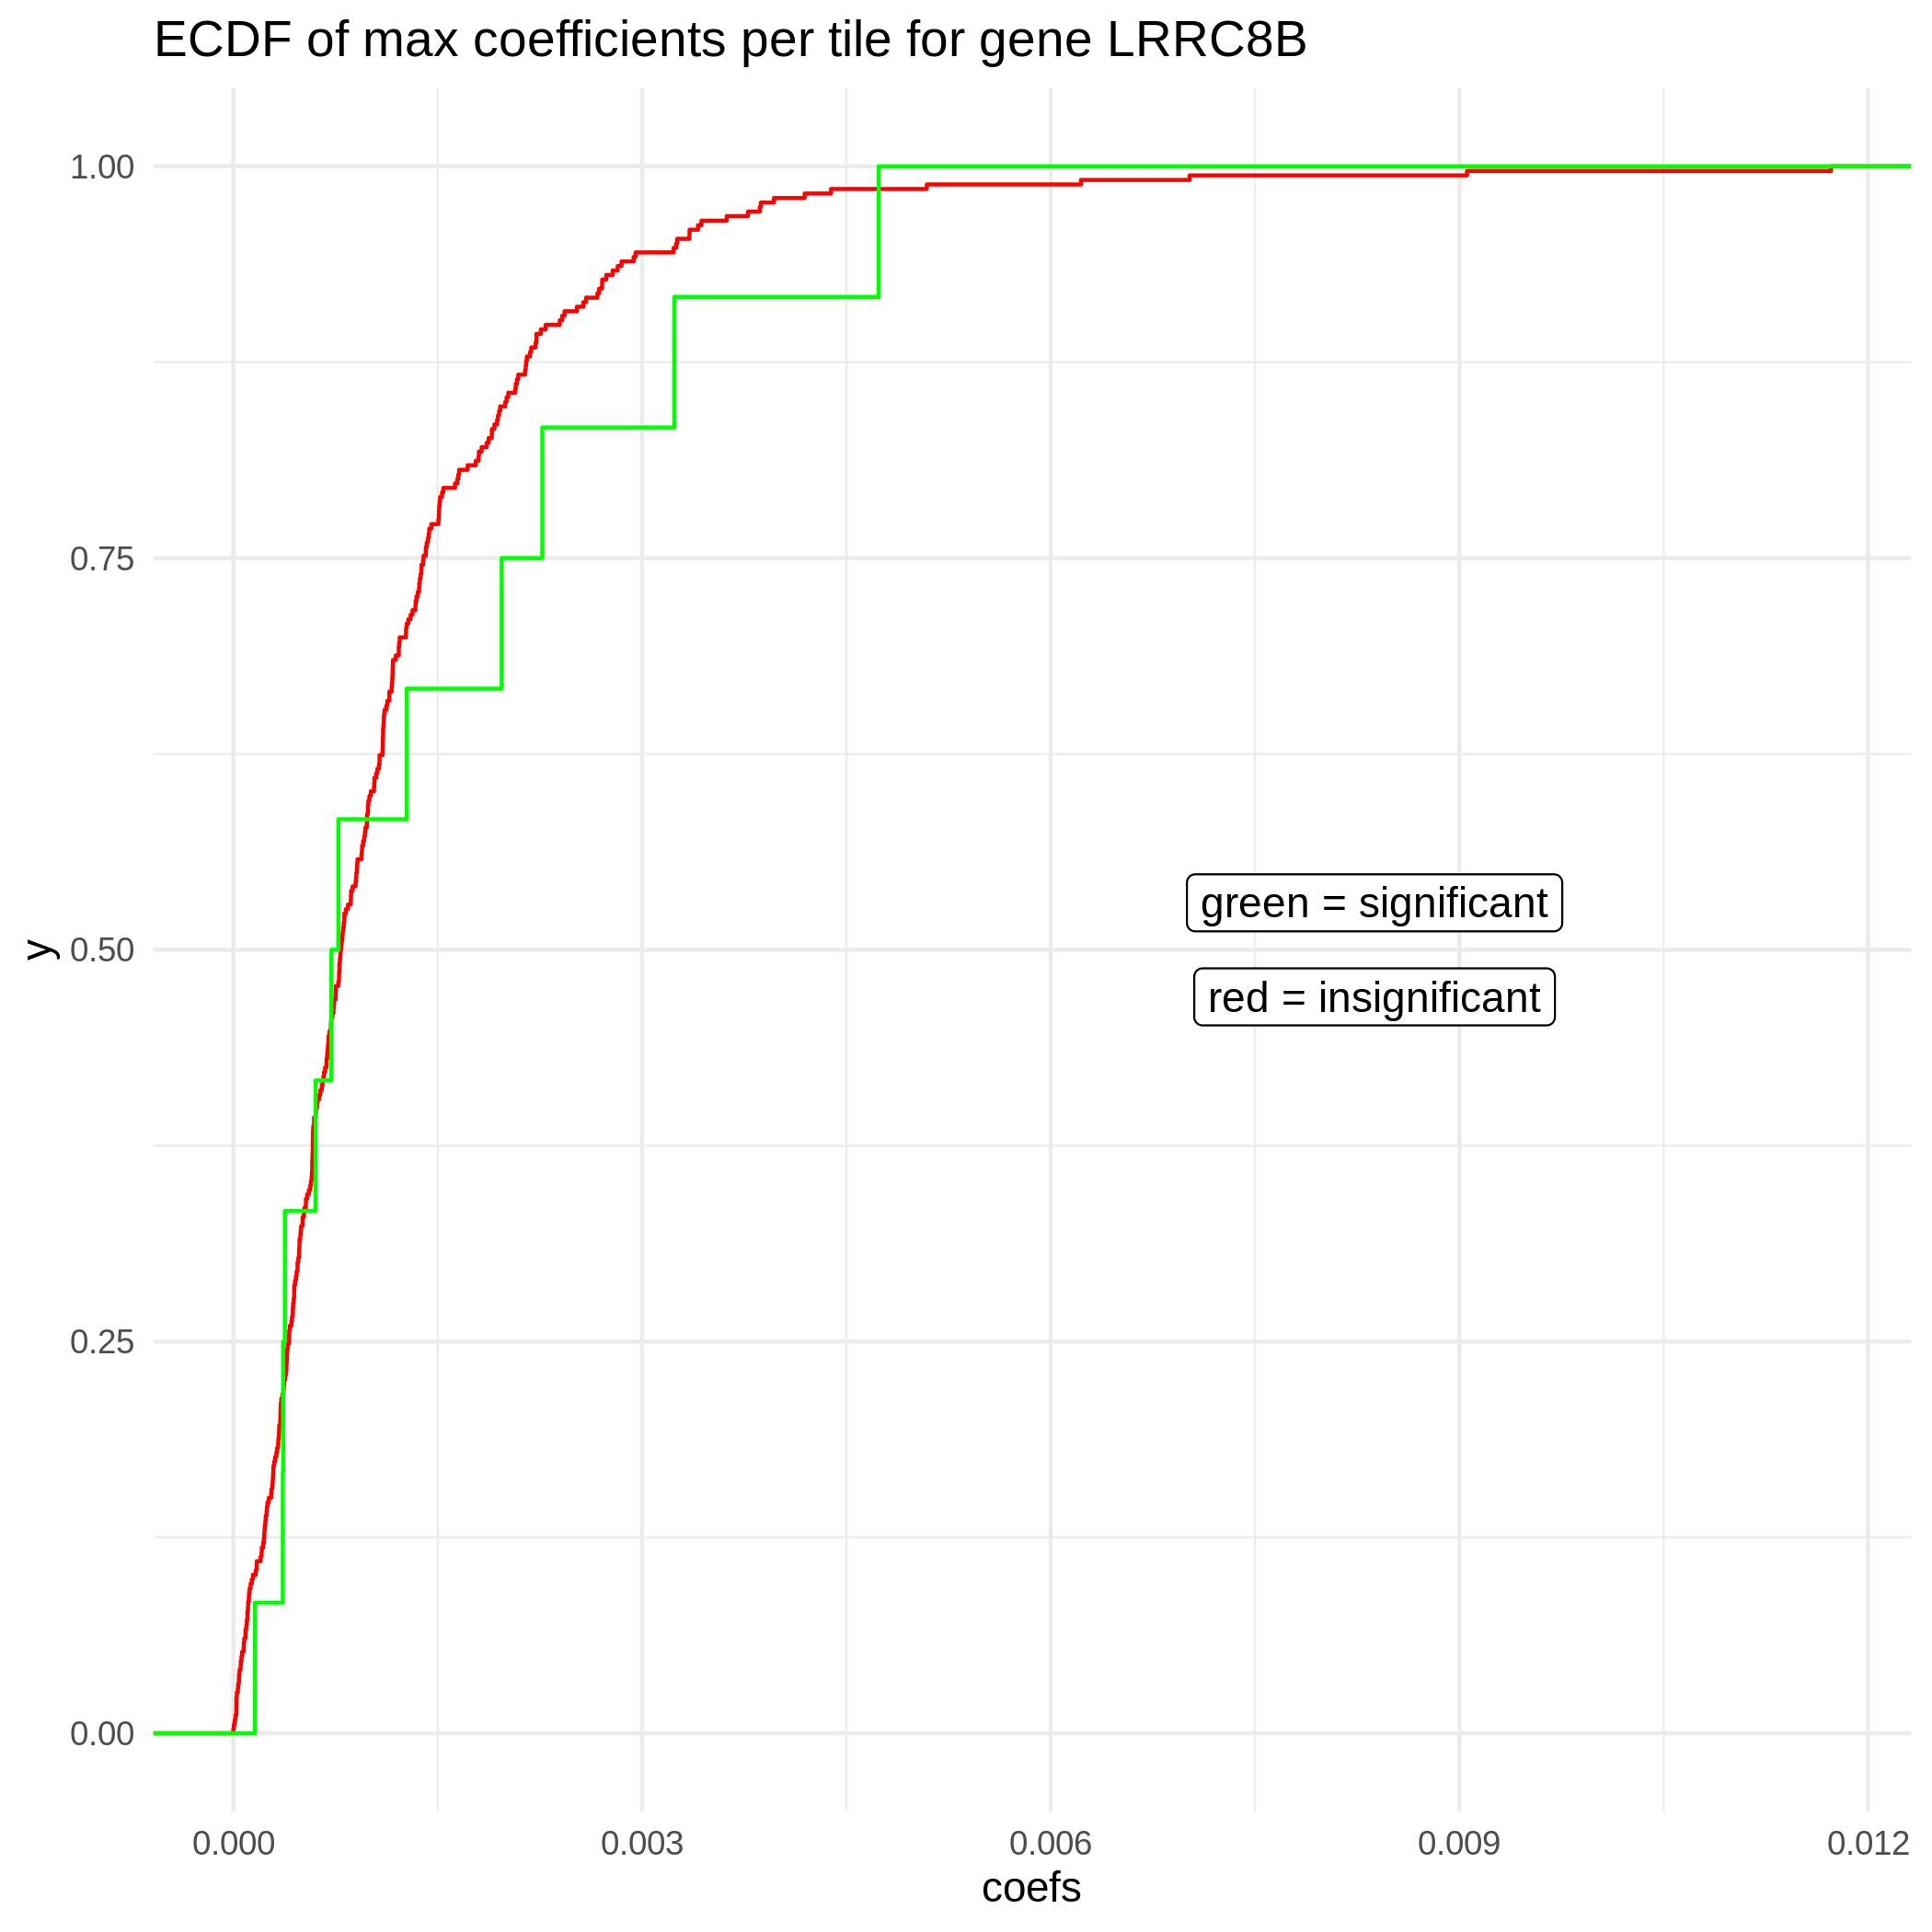 ECDF of max coefficients per tile for gene LRRC8B
1.00
0.75
0.50
0.25
0.00
y
green = significant
red = insignificant
0.000 0.003 0.006 0.009 0.012
coefs